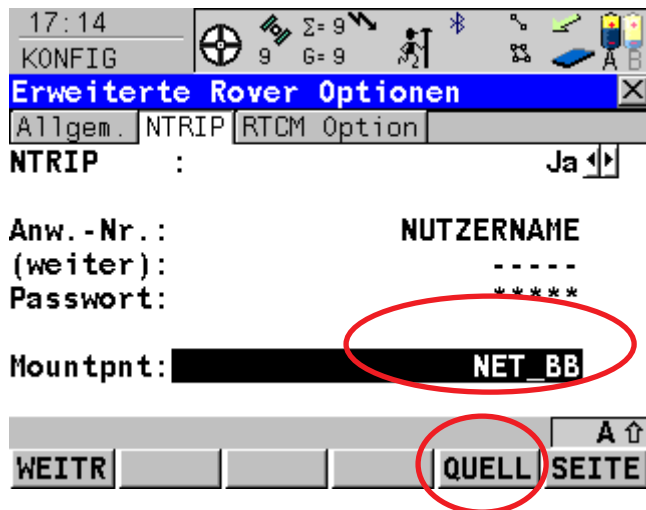 17:14
KONFIG
9
Σ= 9
G= 9
A B
Erweiterte Rover Optionen
Allgem. NTRIP RTCM Option
NTRIP : Ja
Anw.-Nr.: NUTZERNAME
(weiter): -----
Passwort: *****
Mountpnt: NET_BB
A ⇧
WEITR QUELL SEITE